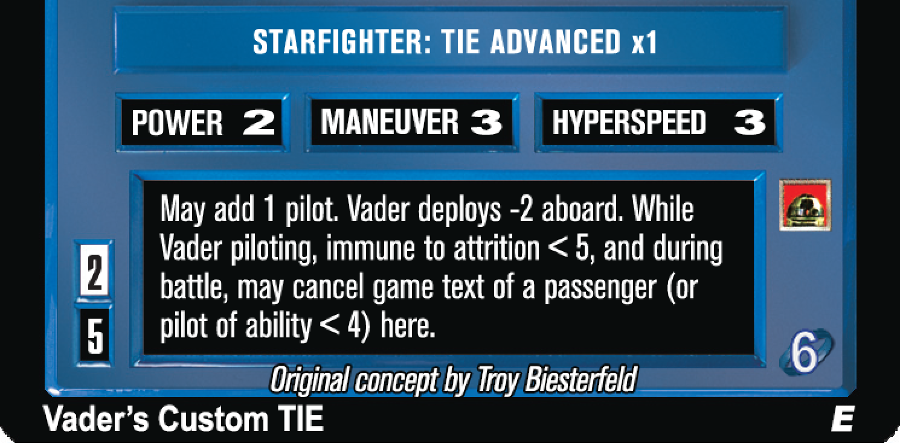 STARFIGHTER: TIE ADVANCED x1
POWER 2 MANEUVER 3 HYPERSPEED 3
May add 1 pilot. Vader deploys -2 aboard. While
Vader piloting, immune to attrition < 5, and during
battle, may cancel game text of a passenger (or
pilot of ability < 4) here.
2
5
6
Original concept by Troy Biesterfeld
Vader's Custom TIE E